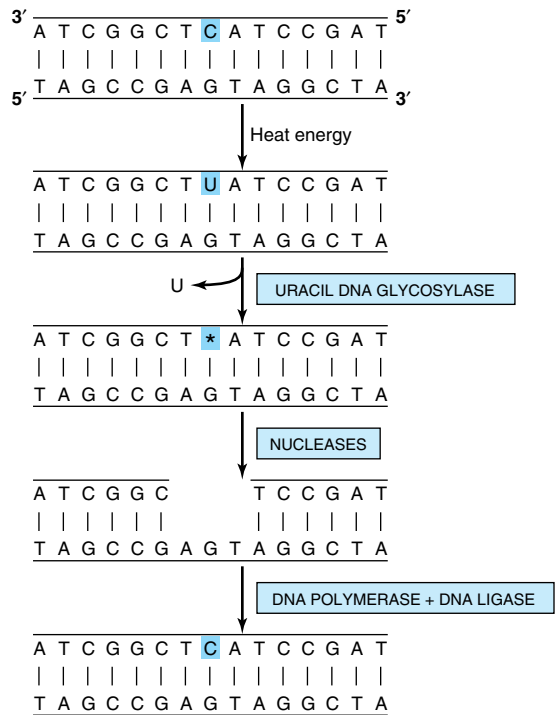 3′ 5′
A T C G G C T C A T C C G A T
T A G C C G A G T A G G C T A
5′ 3′
Heat energy
A T C G G C T U A T C C G A T
T A G C C G A G T A G G C T A
U
URACIL DNA GLYCOSYLASE
A T C G G C T * A T C C G A T
T A G C C G A G T A G G C T A
NUCLEASES
A T C G G C T C C G A T
T A G C C G A G T A G G C T A
DNA POLYMERASE + DNA LIGASE
A T C G G C T C A T C C G A T
T A G C C G A G T A G G C T A